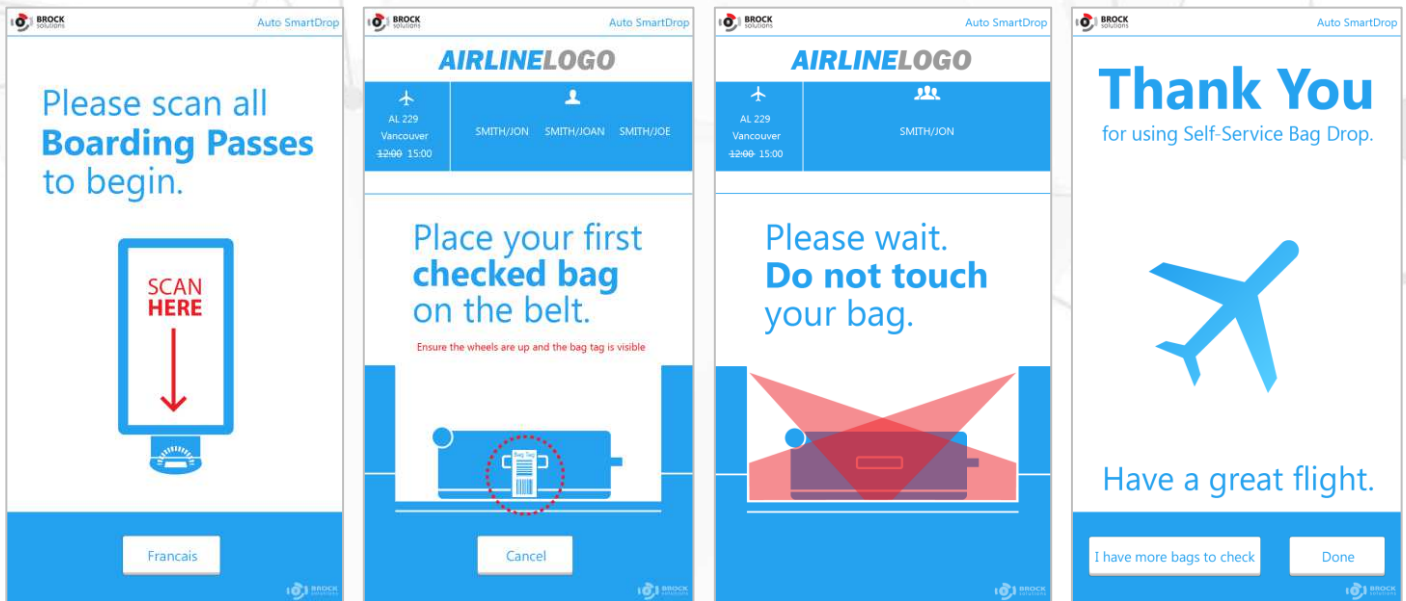 BROCK
solutions
Auto SmartDrop
Please scan all
Boarding Passes
to begin.
SCAN
HERE
Francais
BROCK
solutions
BROCK
solutions
Auto SmartDrop
AIRLINELOGO
AL 229
Vancouver
12:00 15:00
SMITH/JON SMITH/JOAN SMITH/JOE
Place your first
checked bag
on the belt.
Ensure the wheels are up and the bag tag is visible
Bag Tag
Cancel
BROCK
solutions
BROCK
solutions
Auto SmartDrop
AIRLINELOGO
AL 229
Vancouver
12:00 15:00
SMITH/JON
Please wait.
Do not touch
your bag.
BROCK
solutions
BROCK
solutions
Auto SmartDrop
Thank You
for using Self-Service Bag Drop.
Have a great flight.
I have more bags to check
Done
BROCK
solutions